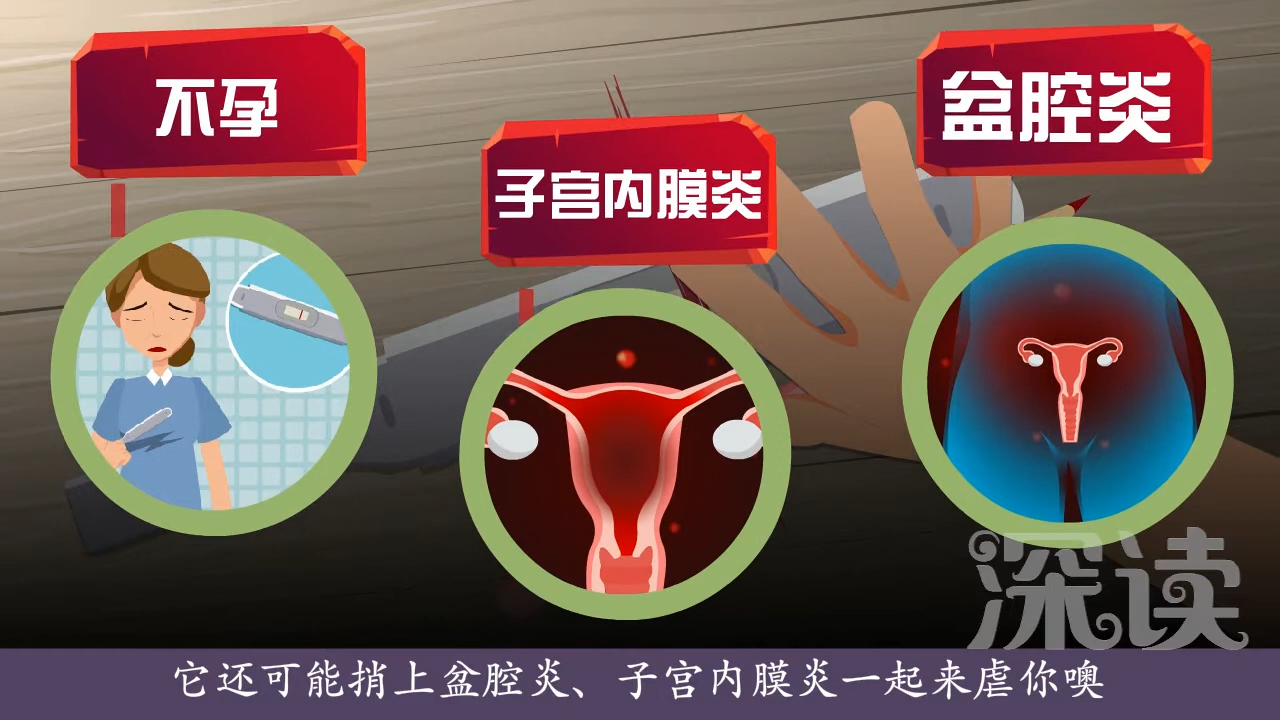 不孕
子宫内膜炎
盆腔炎
深读
它还可能捎上盆腔炎、子宫内膜炎一起来虐你噢